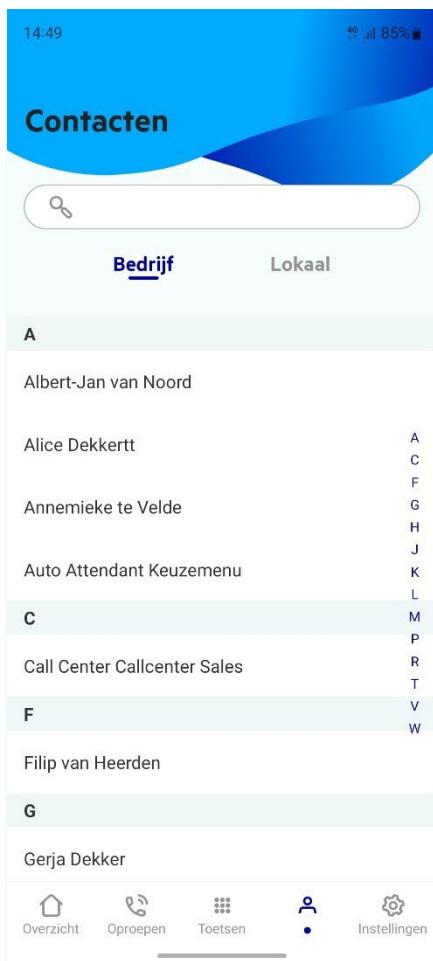 14:49 4G 85%
Contacten
Bedrijf Lokaal
A
Albert-Jan van Noord
Alice Dekkertt
Annemieke te Velde
Auto Attendant Keuzemenu
C
Call Center Callcenter Sales
F
Filip van Heerden
G
Gerja Dekker
A
C
F
G
H
J
K
L
M
P
R
T
V
W
Overzicht Oproepen Toetsen Instellingen